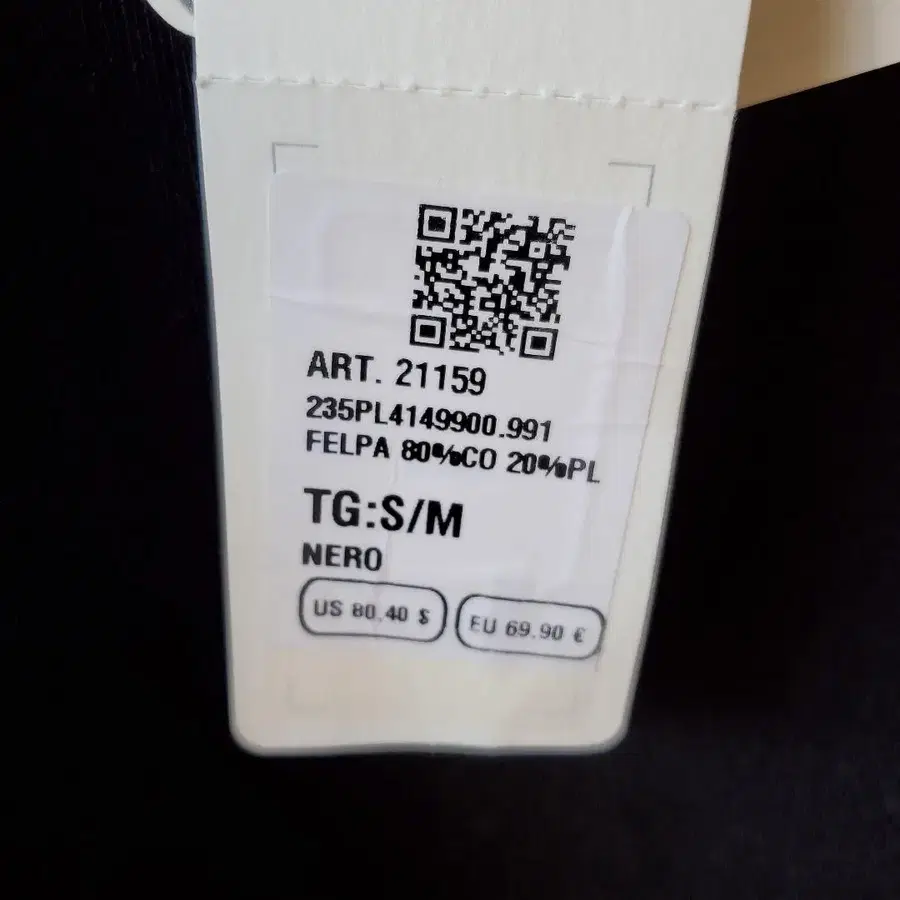 ART. 21159
235PL4149900.991
FELPA 80%CO 20%PL
TG:S/M
NERO
US 80.40 $
EU 69.90 €